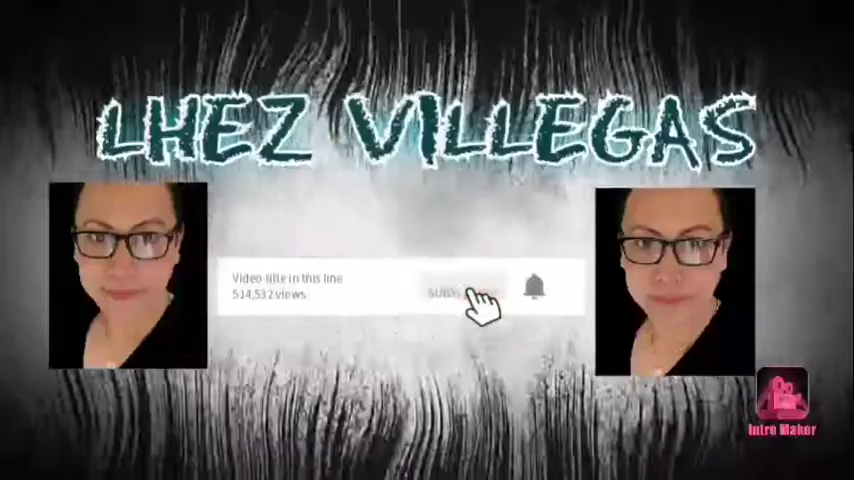 LHEZ VILLEGAS
Video title in this line
514,532 views
Intro Maker